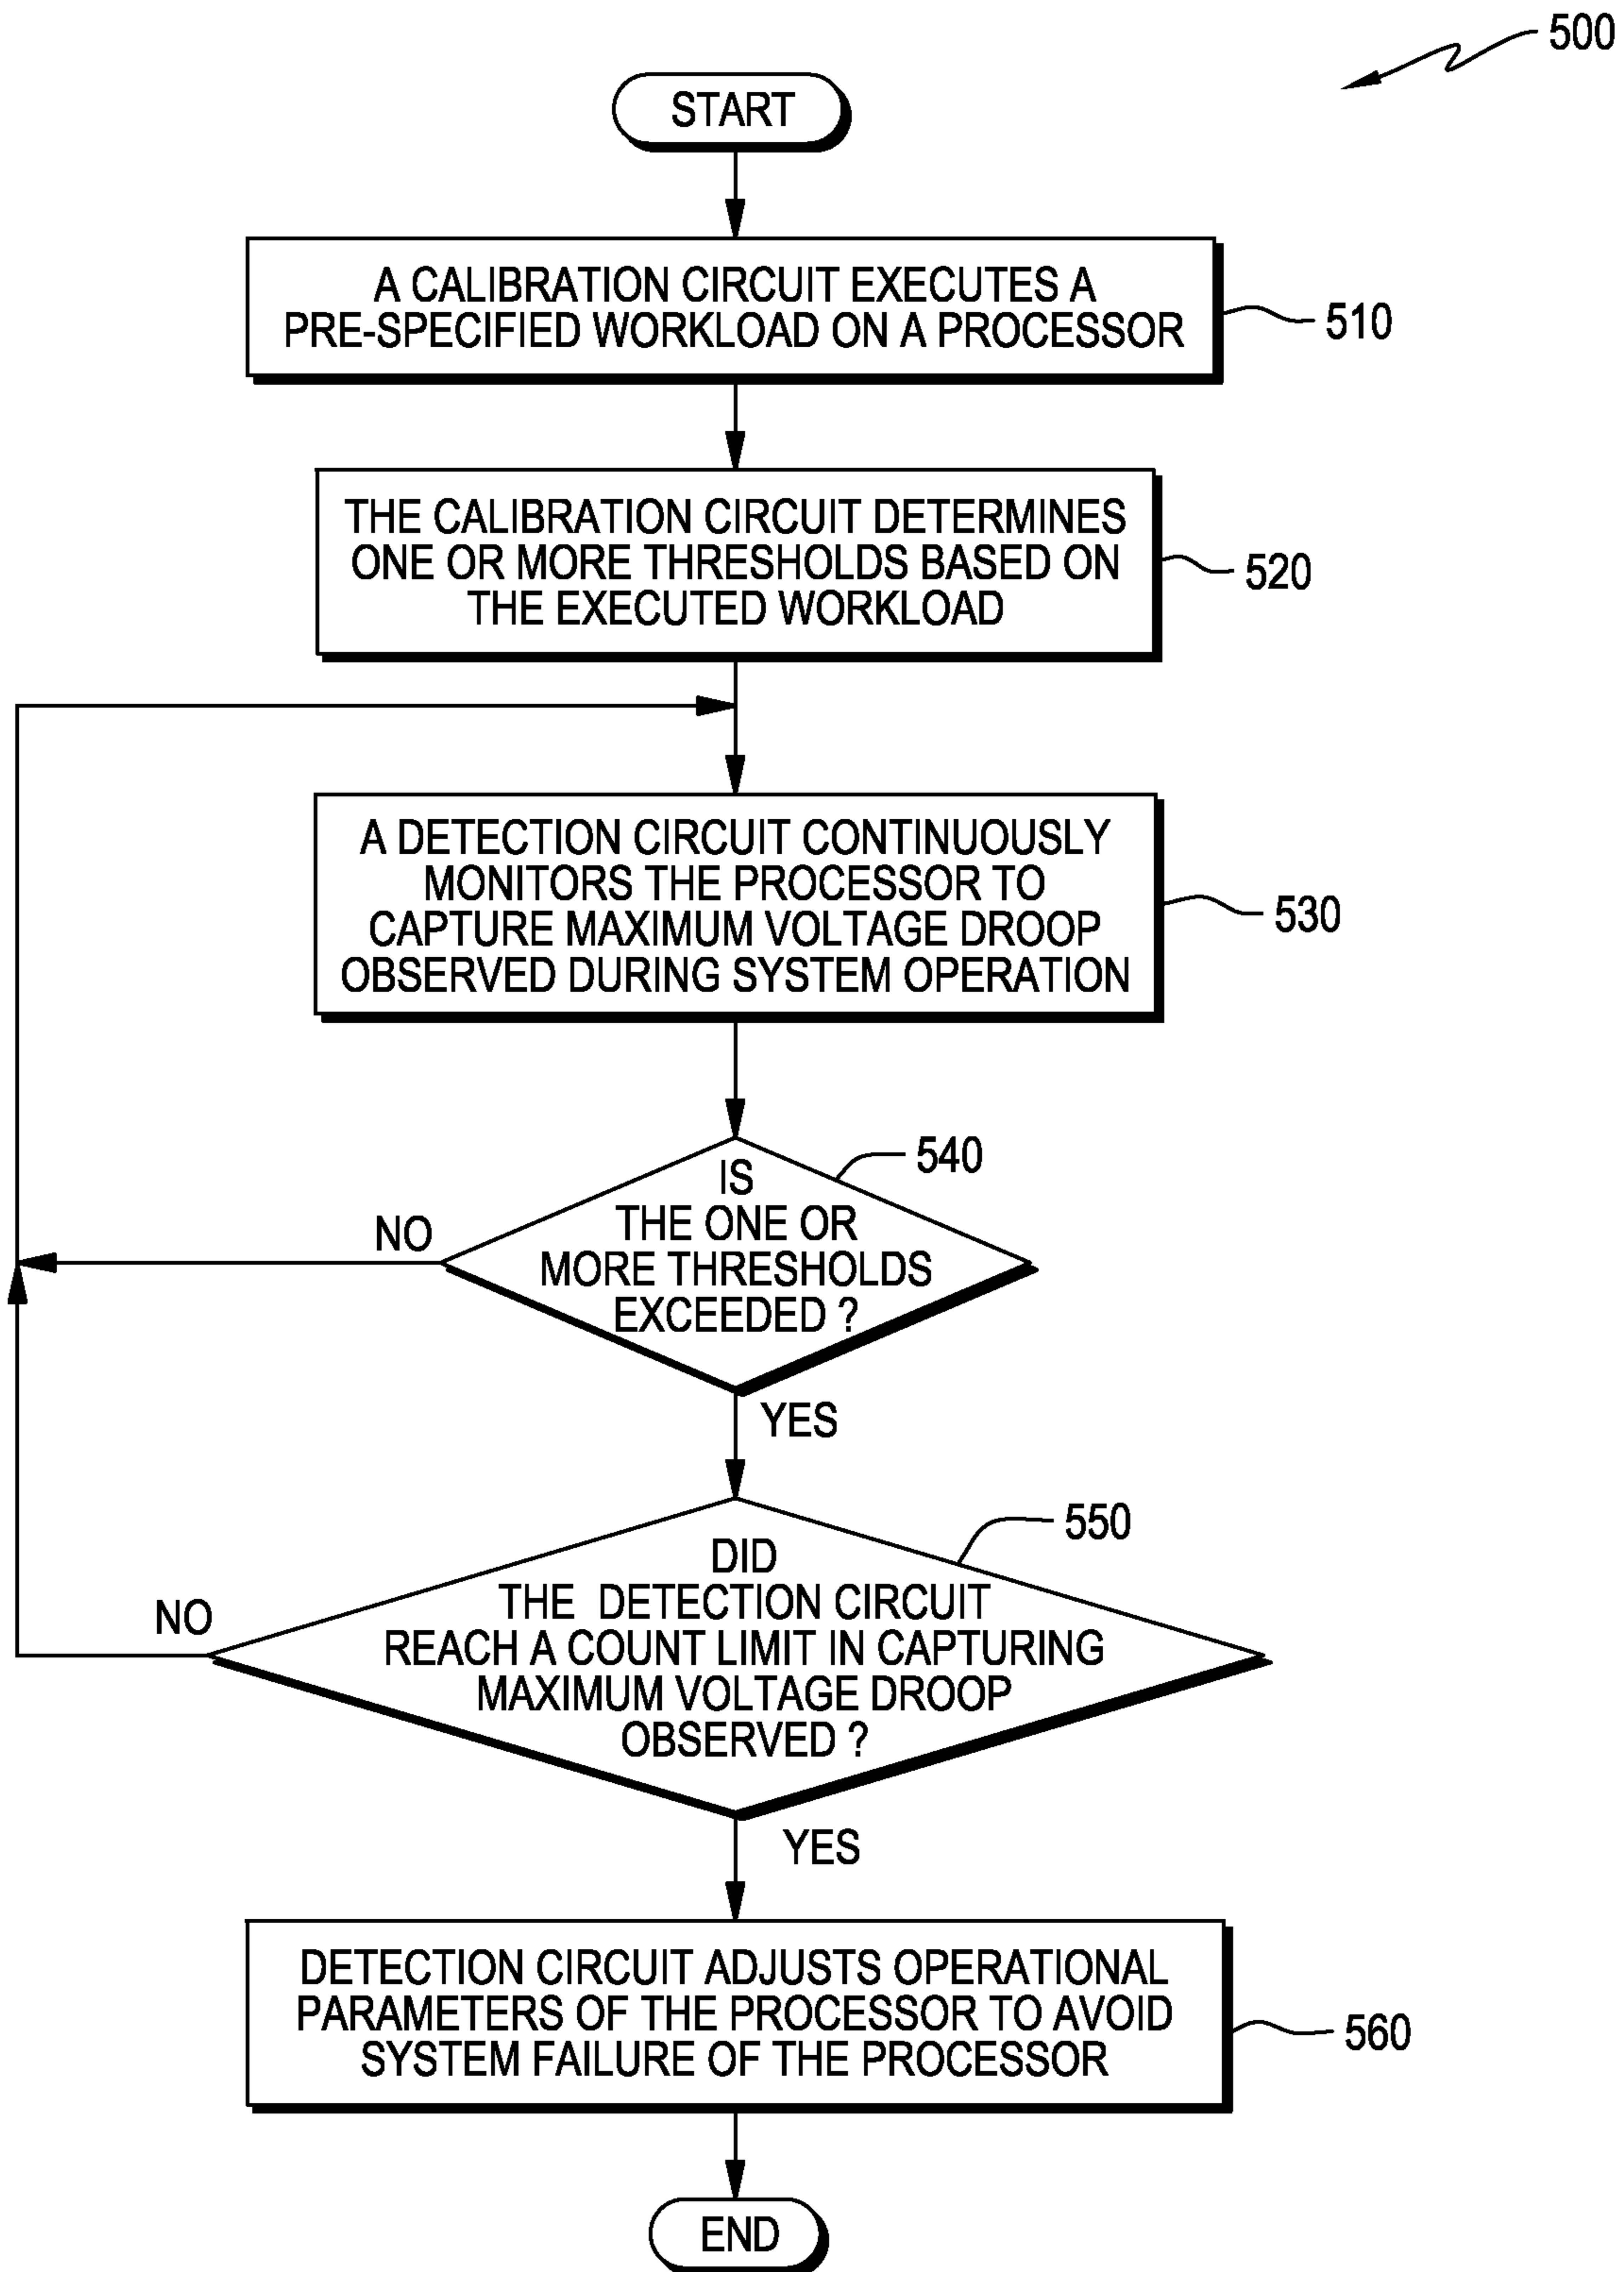 500
START
A CALIBRATION CIRCUIT EXECUTES A
PRE-SPECIFIED WORKLOAD ON A PROCESSOR
510
THE CALIBRATION CIRCUIT DETERMINES
ONE OR MORE THRESHOLDS BASED ON
THE EXECUTED WORKLOAD
520
A DETECTION CIRCUIT CONTINUOUSLY
MONITORS THE PROCESSOR TO
CAPTURE MAXIMUM VOLTAGE DROOP
OBSERVED DURING SYSTEM OPERATION
530
IS
THE ONE OR
MORE THRESHOLDS
EXCEEDED ?
540
NO
YES
DID
THE DETECTION CIRCUIT
REACH A COUNT LIMIT IN CAPTURING
MAXIMUM VOLTAGE DROOP
OBSERVED ?
550
NO
YES
DETECTION CIRCUIT ADJUSTS OPERATIONAL
PARAMETERS OF THE PROCESSOR TO AVOID
SYSTEM FAILURE OF THE PROCESSOR
560
END